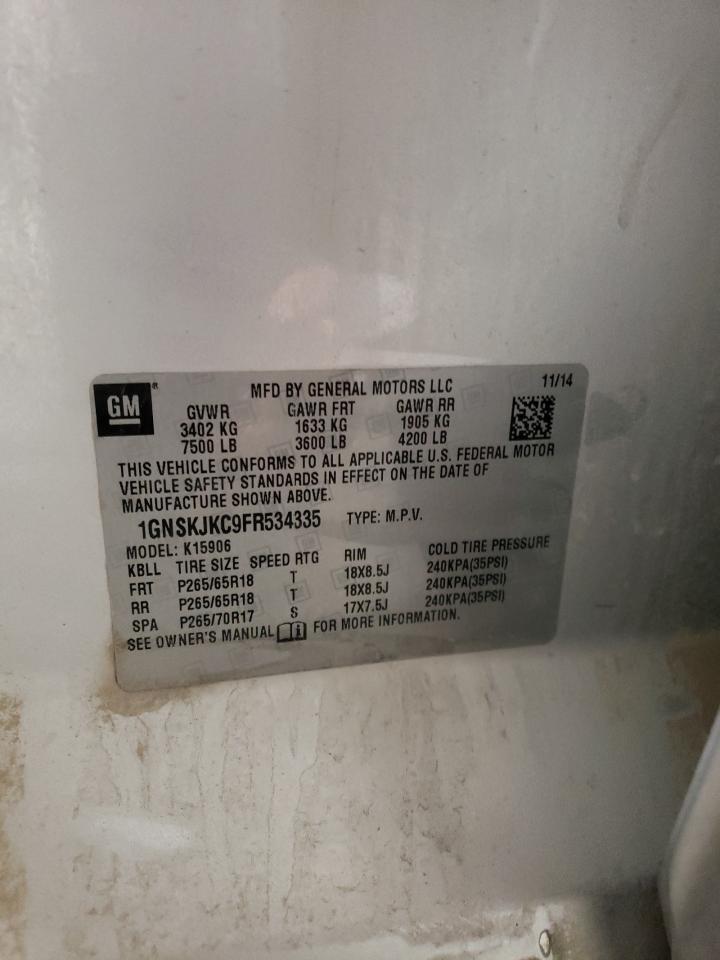 GM ® MFD BY GENERAL MOTORS LLC 11/14
GVWR GAWR FRT GAWR RR
3402 KG 1633 KG 1905 KG
7500 LB 3600 LB 4200 LB
THIS VEHICLE CONFORMS TO ALL APPLICABLE U.S. FEDERAL MOTOR
VEHICLE SAFETY STANDARDS IN EFFECT ON THE DATE OF
MANUFACTURE SHOWN ABOVE.
1GNSKJKC9FR534335 TYPE: M.P.V.
MODEL: K15906
KBLL TIRE SIZE SPEED RTG RIM COLD TIRE PRESSURE
FRT P265/65R18 T 18X8.5J 240KPA(35PSI)
RR P265/65R18 T 18X8.5J 240KPA(35PSI)
SPA P265/70R17 S 17X7.5J 240KPA(35PSI)
SEE OWNER'S MANUAL FOR MORE INFORMATION.